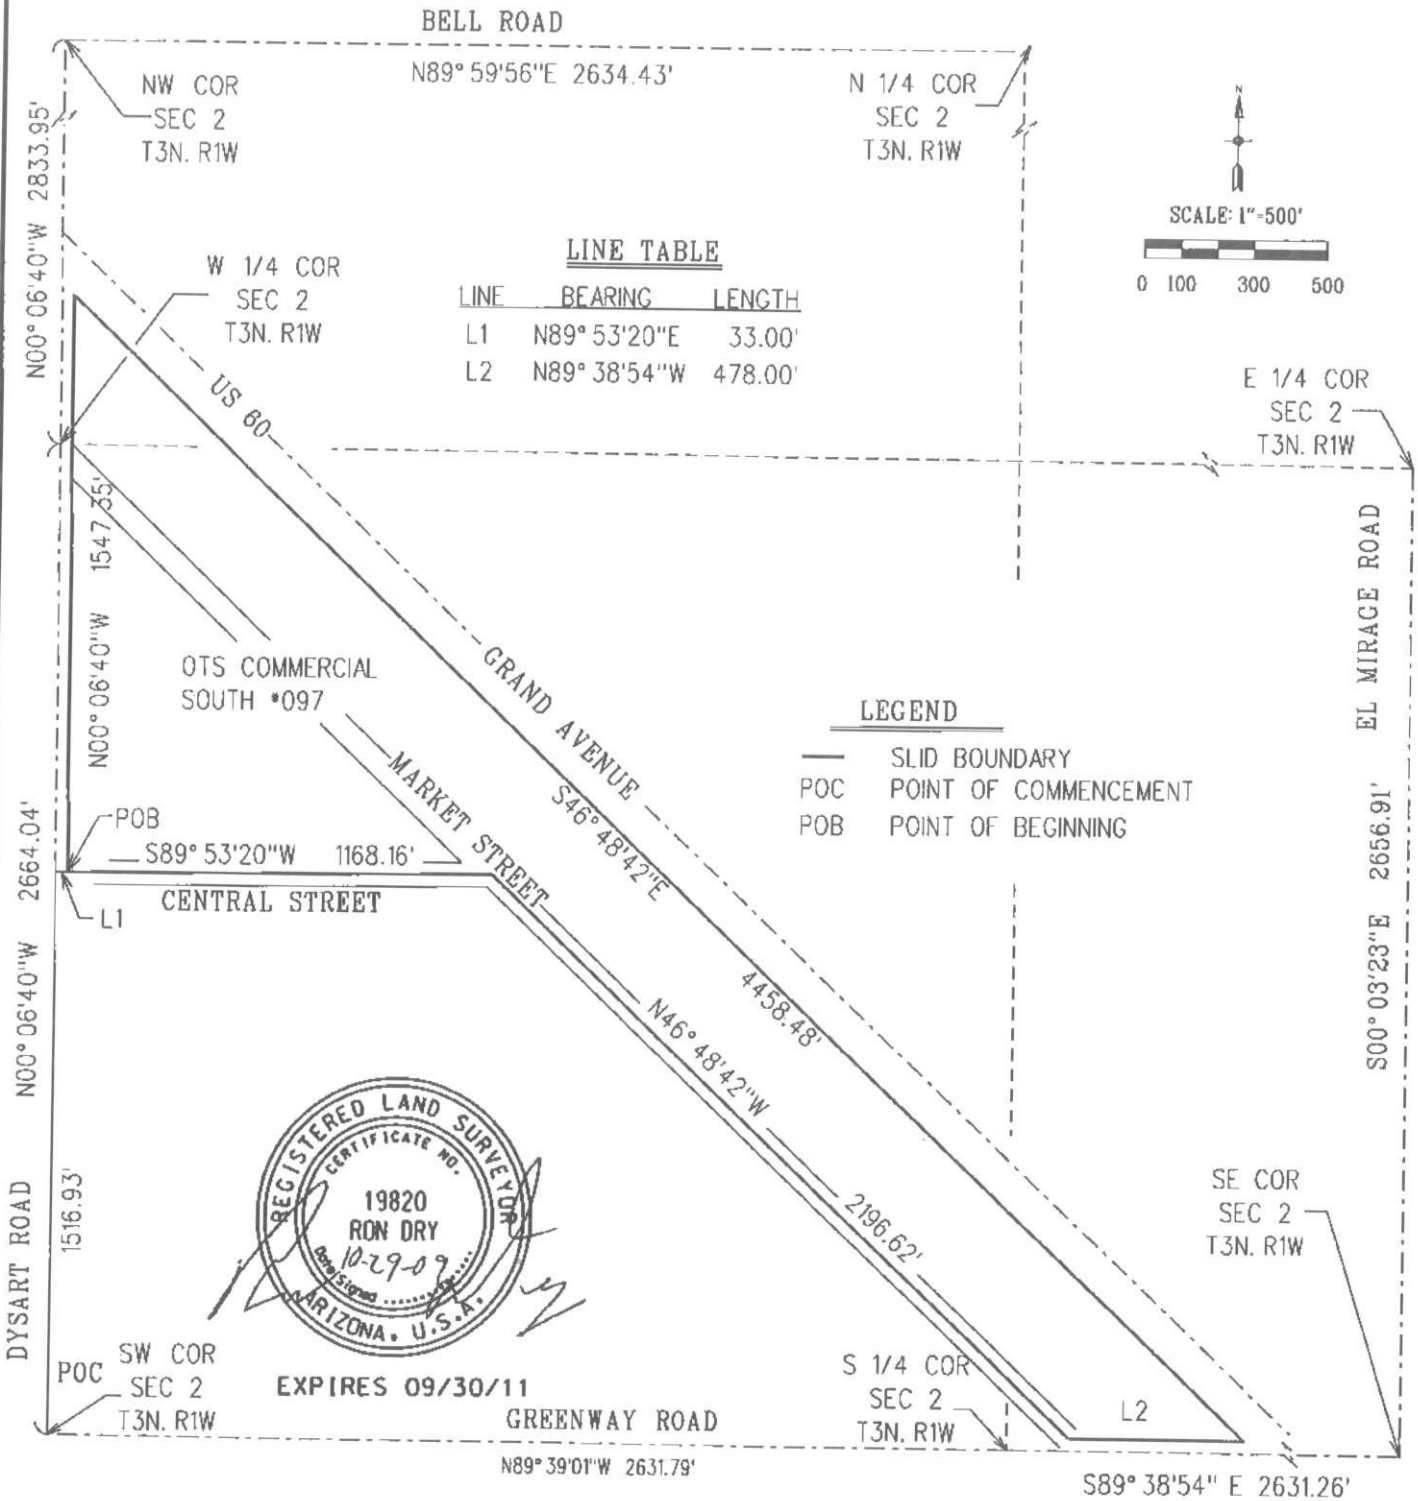 BELL ROAD
N89°59'56"E 2634.43'
NW COR
SEC 2
T3N. R1W
N 1/4 COR
SEC 2
T3N. R1W
N
SCALE: 1"=500'
0 100 300 500
N00°06'40"W 2833.95'
W 1/4 COR
SEC 2
T3N. R1W
LINE TABLE
LINE BEARING LENGTH
L1 N89°53'20"E 33.00'
L2 N89°38'54"W 478.00'
US 60
E 1/4 COR
SEC 2
T3N. R1W
N00°06'40"W 1547.35'
OTS COMMERCIAL
SOUTH #097
GRAND AVENUE
S46°48'42"E
4458.48'
EL MIRAGE ROAD
S00°03'23"E 2656.91'
LEGEND
SLID BOUNDARY
POC POINT OF COMMENCEMENT
POB POINT OF BEGINNING
MARKET STREET
POB
S89°53'20"W 1168.16'
CENTRAL STREET
L1
N00°06'40"W 2664.04'
N46°48'42"W
2196.62'
DYSART ROAD
1516.93'
REGISTERED LAND SURVEYOR
CERTIFICATE NO.
19820
RON DRY
10-29-09
Date Signed
ARIZONA, U.S.A.
EXPIRES 09/30/11
SE COR
SEC 2
T3N. R1W
POC
SW COR
SEC 2
T3N. R1W
S 1/4 COR
SEC 2
T3N. R1W
L2
GREENWAY ROAD
N89°39'01"W 2631.79'
S89°38'54" E 2631.26'